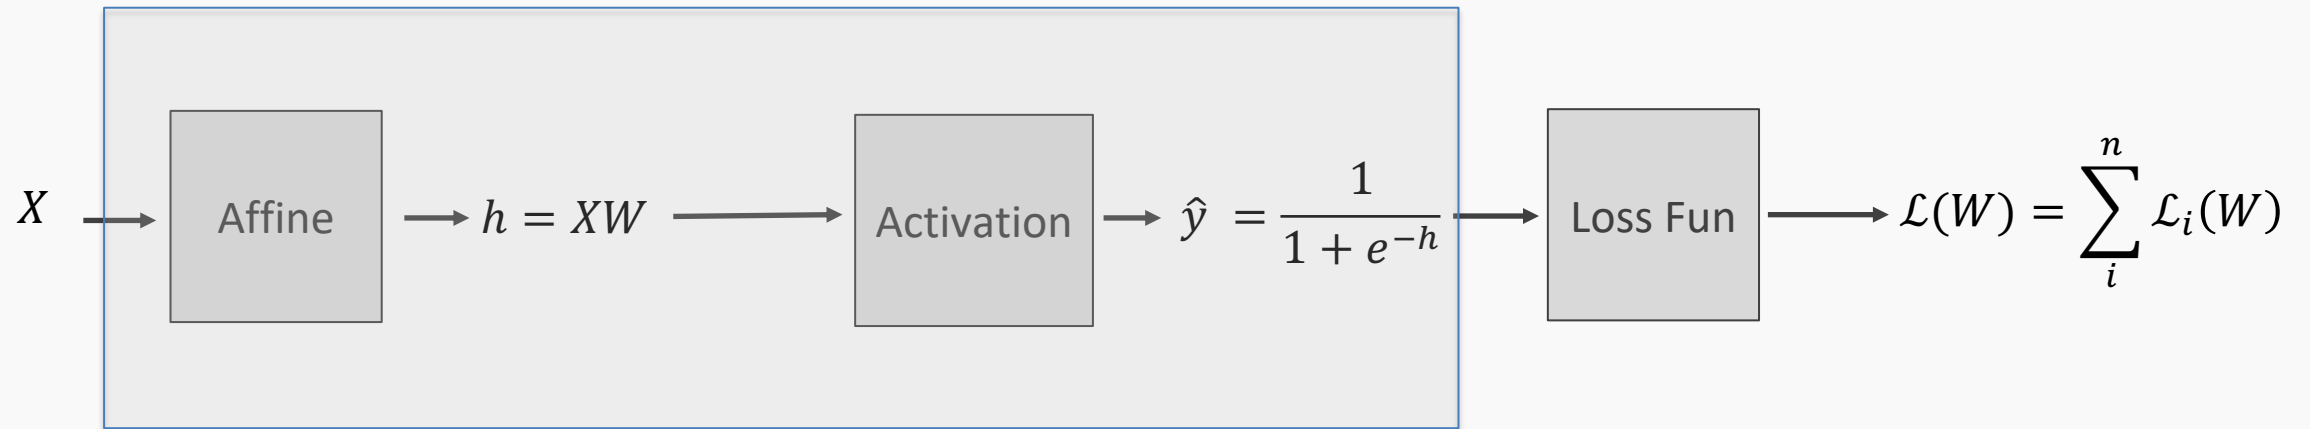 X
Affine
h = XW
Activation
ŷ = 1 / (1 + e^{-h})
Loss Fun
ℒ(W) = ∑_{i}^{n} ℒ_i(W)